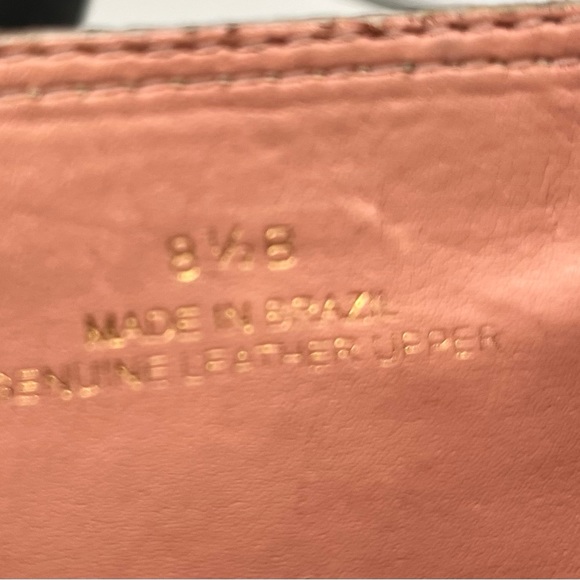 8½B
MADE IN BRAZIL
GENUINE LEATHER UPPER